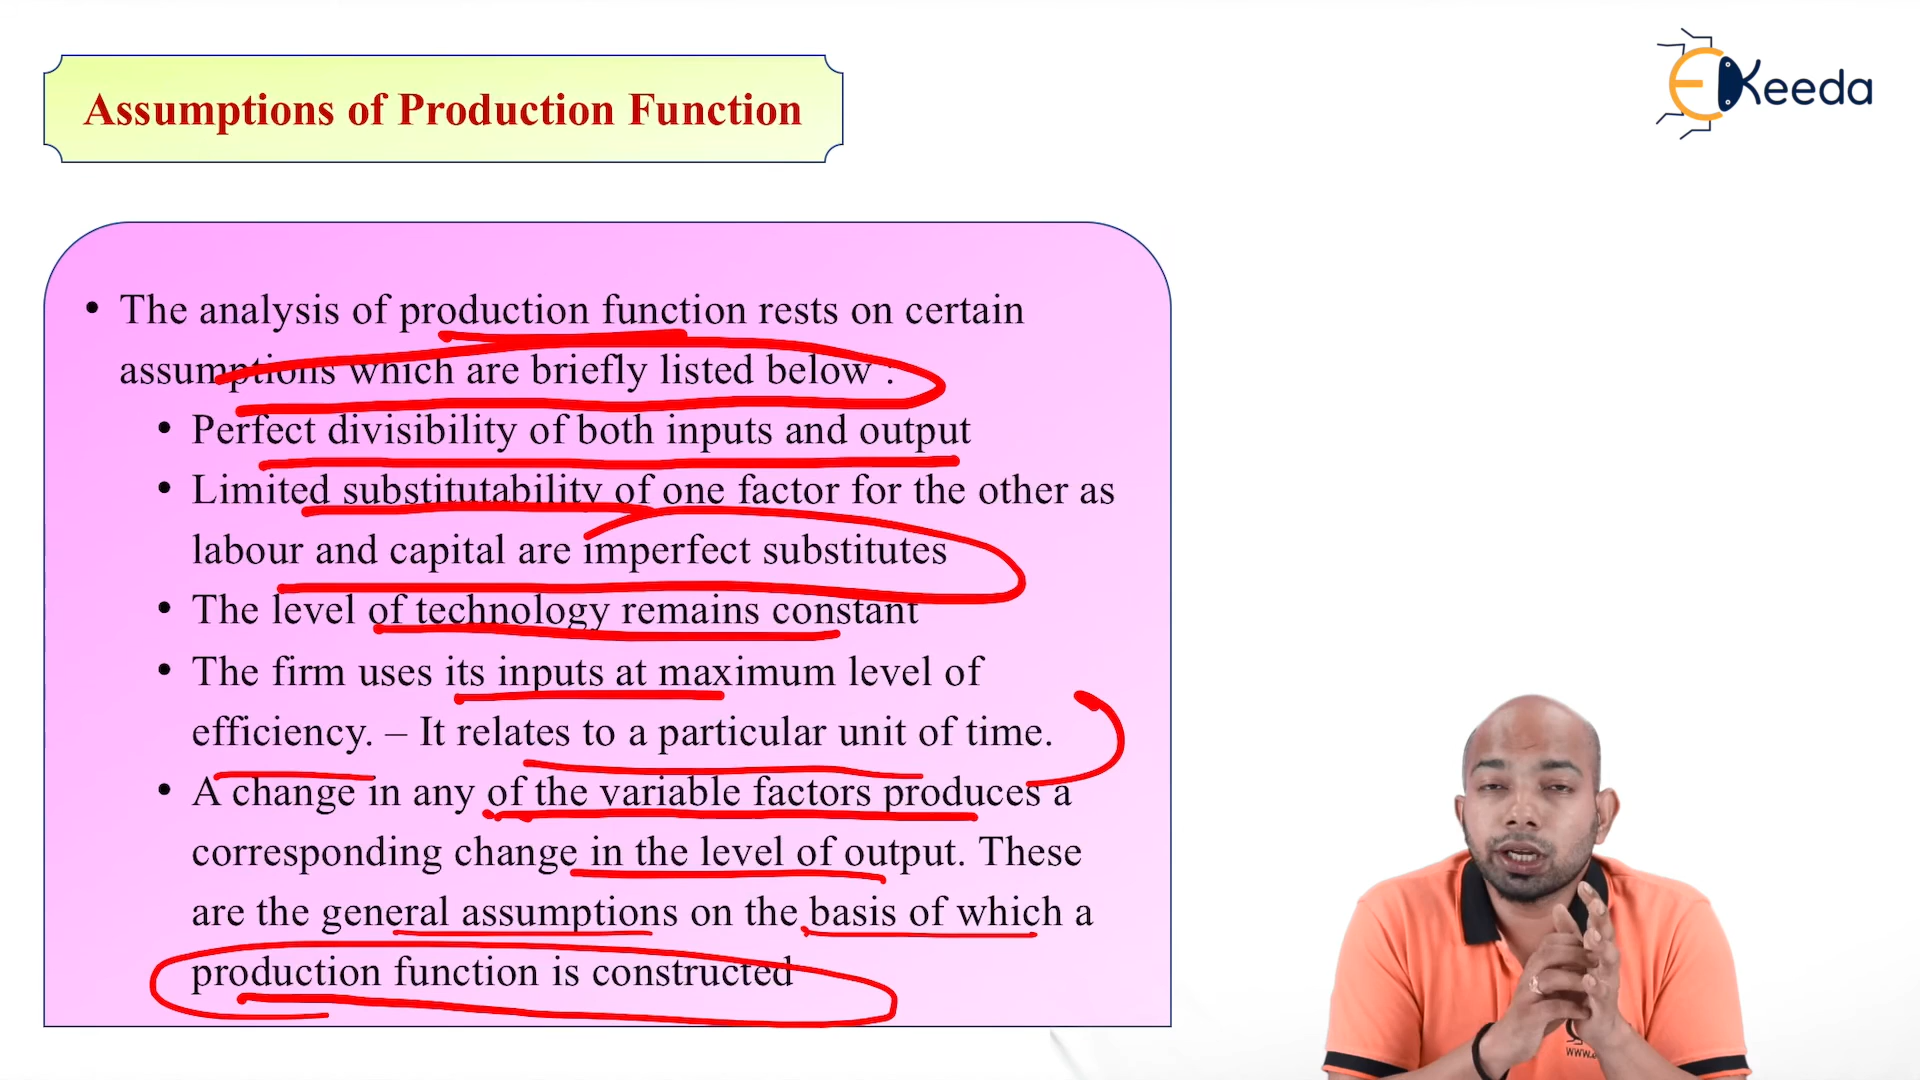 Assumptions of Production Function
Keeda
• The analysis of production function rests on certain
assumptions which are briefly listed below :
• Perfect divisibility of both inputs and output
• Limited substitutability of one factor for the other as
labour and capital are imperfect substitutes
• The level of technology remains constant
• The firm uses its inputs at maximum level of
efficiency. – It relates to a particular unit of time.
• A change in any of the variable factors produces a
corresponding change in the level of output. These
are the general assumptions on the basis of which a
production function is constructed